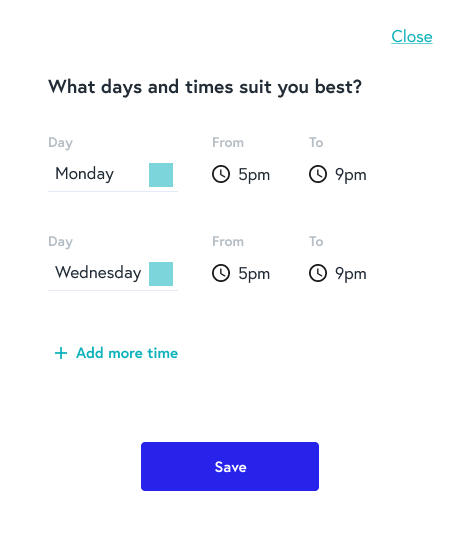 Close
What days and times suit you best?
Day From To
Monday 5pm 9pm
Day From To
Wednesday 5pm 9pm
+ Add more time
Save